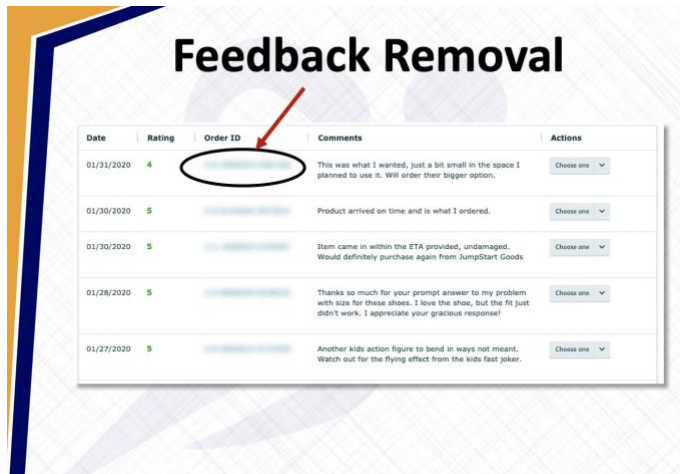 Feedback Removal
Date Rating Order ID Comments Actions
01/31/2020 4 This was what I wanted, just a bit small in the space I Choose one
planned to use it. Will order their bigger option.
01/30/2020 5 Product arrived on time and is what I ordered. Choose one
01/30/2020 5 Item came in within the ETA provided, undamaged. Choose one
Would definitely purchase again from JumpStart Goods
01/28/2020 5 Thanks so much for your prompt answer to my problem Choose one
with size for these shoes. I love the shoe, but the fit just
didn't work. I appreciate your gracious response!
01/27/2020 5 Another kids action figure to bend in ways not meant. Choose one
Watch out for the flying effect from the kids fast joker.